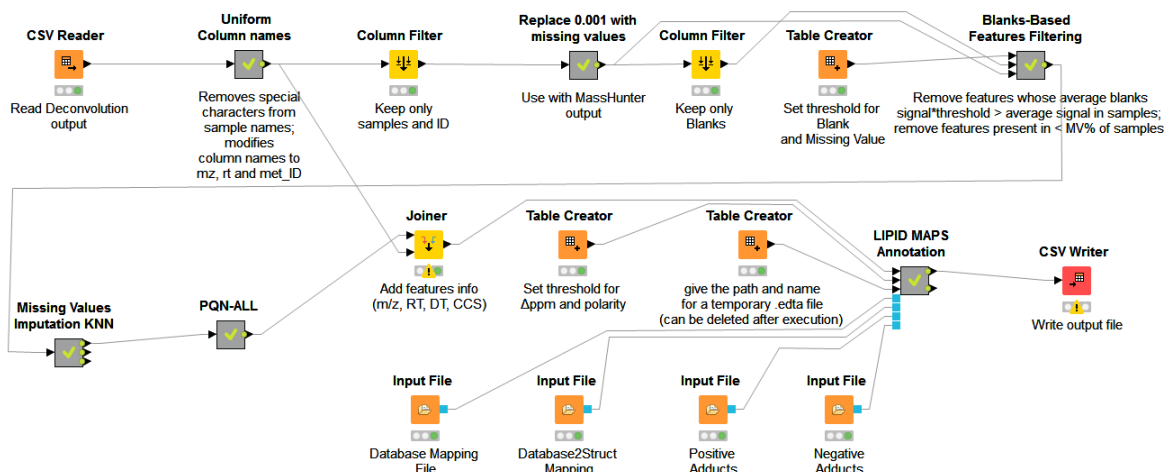 CSV Reader
Read Deconvolution
output
Uniform
Column names
Removes special
characters from
sample names;
modifies
column names to
mz, rt and met_ID
Column Filter
Keep only
samples and ID
Replace 0.001 with
missing values
Use with MassHunter
output
Column Filter
Keep only
Blanks
Table Creator
Set threshold for
Blank
and Missing Value
Blanks-Based
Features Filtering
Remove features whose average blanks
signal*threshold > average signal in samples;
remove features present in < MV% of samples
Missing Values
Imputation KNN
PQN-ALL
Joiner
Add features info
(m/z, RT, DT, CCS)
Table Creator
Set threshold for
Δppm and polarity
Table Creator
give the path and name
for a temporary .edta file
(can be deleted after execution)
LIPID MAPS
Annotation
CSV Writer
Write output file
Input File
Database Mapping
File
Input File
Database2Struct
Mapping
Input File
Positive
Adducts
Input File
Negative
Adducts